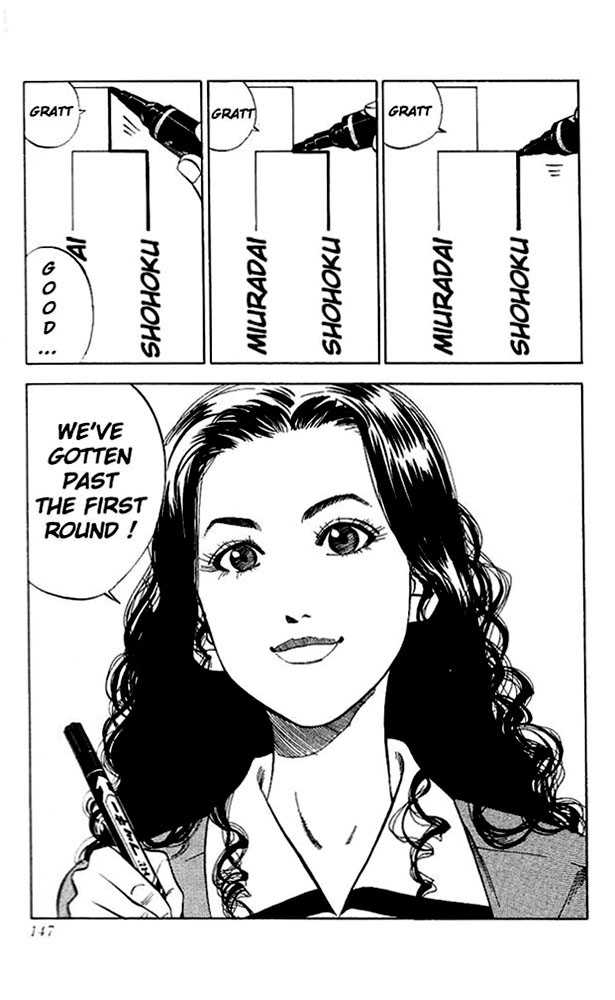 GRATT
MIURADAI
SHOHOKU
GRATT
MIURADAI
SHOHOKU
GRATT
AI
SHOHOKU
GOOD...
WE'VE
GOTTEN
PAST
THE FIRST
ROUND !
147